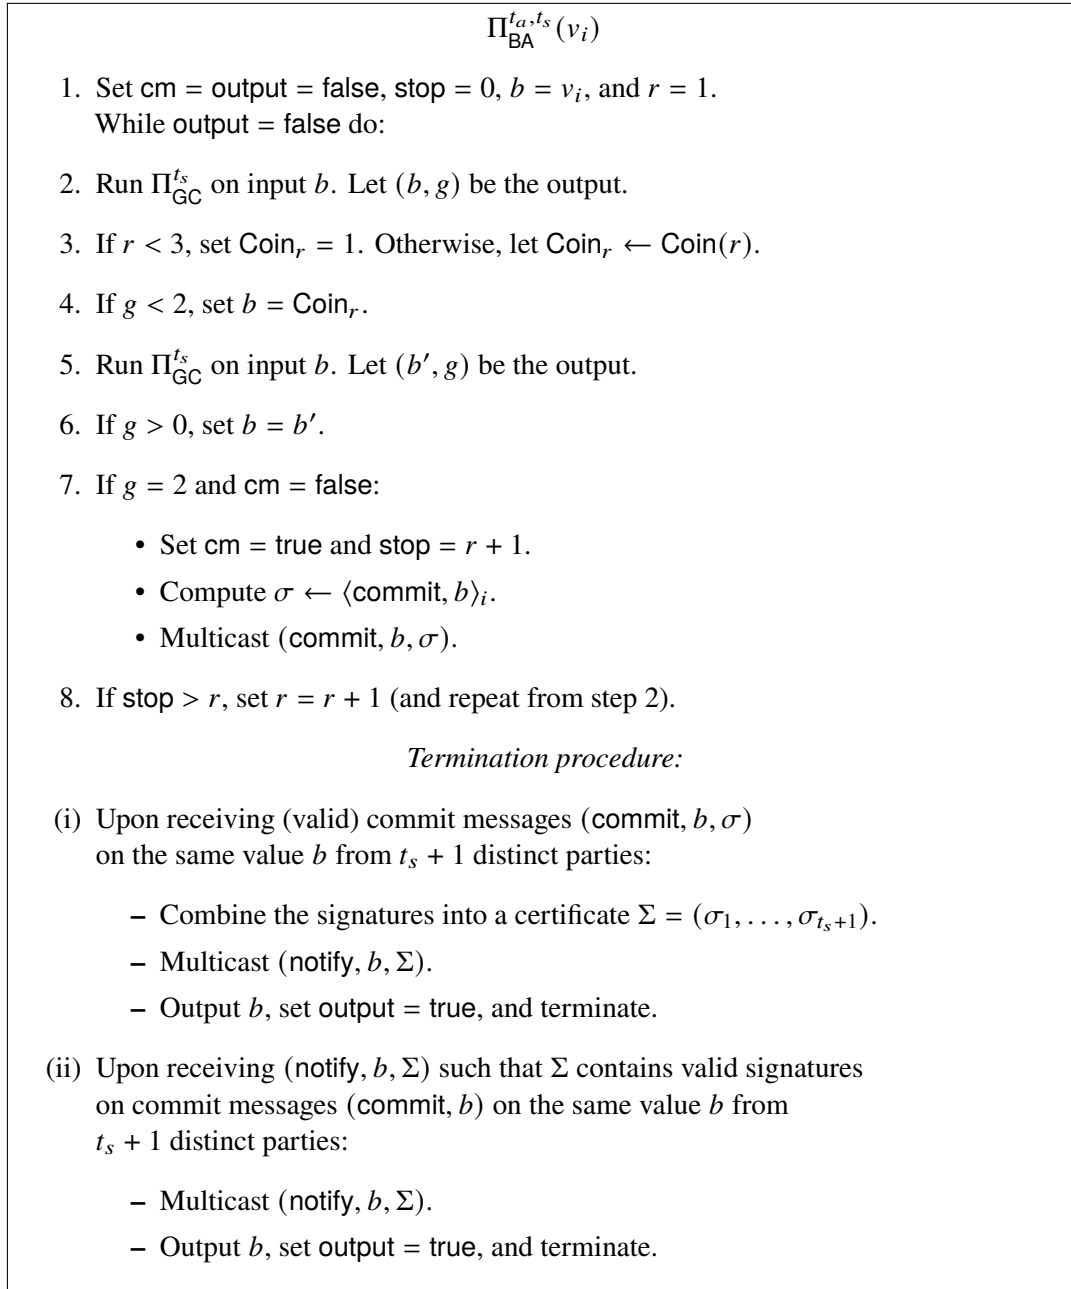 Π_BA^{t_a,t_s}(v_i)
1. Set cm = output = false, stop = 0, b = v_i, and r = 1.
While output = false do:
2. Run Π_GC^{t_s} on input b. Let (b, g) be the output.
3. If r < 3, set Coin_r = 1. Otherwise, let Coin_r ← Coin(r).
4. If g < 2, set b = Coin_r.
5. Run Π_GC^{t_s} on input b. Let (b′, g) be the output.
6. If g > 0, set b = b′.
7. If g = 2 and cm = false:
• Set cm = true and stop = r + 1.
• Compute σ ← ⟨commit, b⟩_i.
• Multicast (commit, b, σ).
8. If stop > r, set r = r + 1 (and repeat from step 2).
Termination procedure:
(i) Upon receiving (valid) commit messages (commit, b, σ)
on the same value b from t_s + 1 distinct parties:
– Combine the signatures into a certificate Σ = (σ_1, . . . , σ_{t_s+1}).
– Multicast (notify, b, Σ).
– Output b, set output = true, and terminate.
(ii) Upon receiving (notify, b, Σ) such that Σ contains valid signatures
on commit messages (commit, b) on the same value b from
t_s + 1 distinct parties:
– Multicast (notify, b, Σ).
– Output b, set output = true, and terminate.